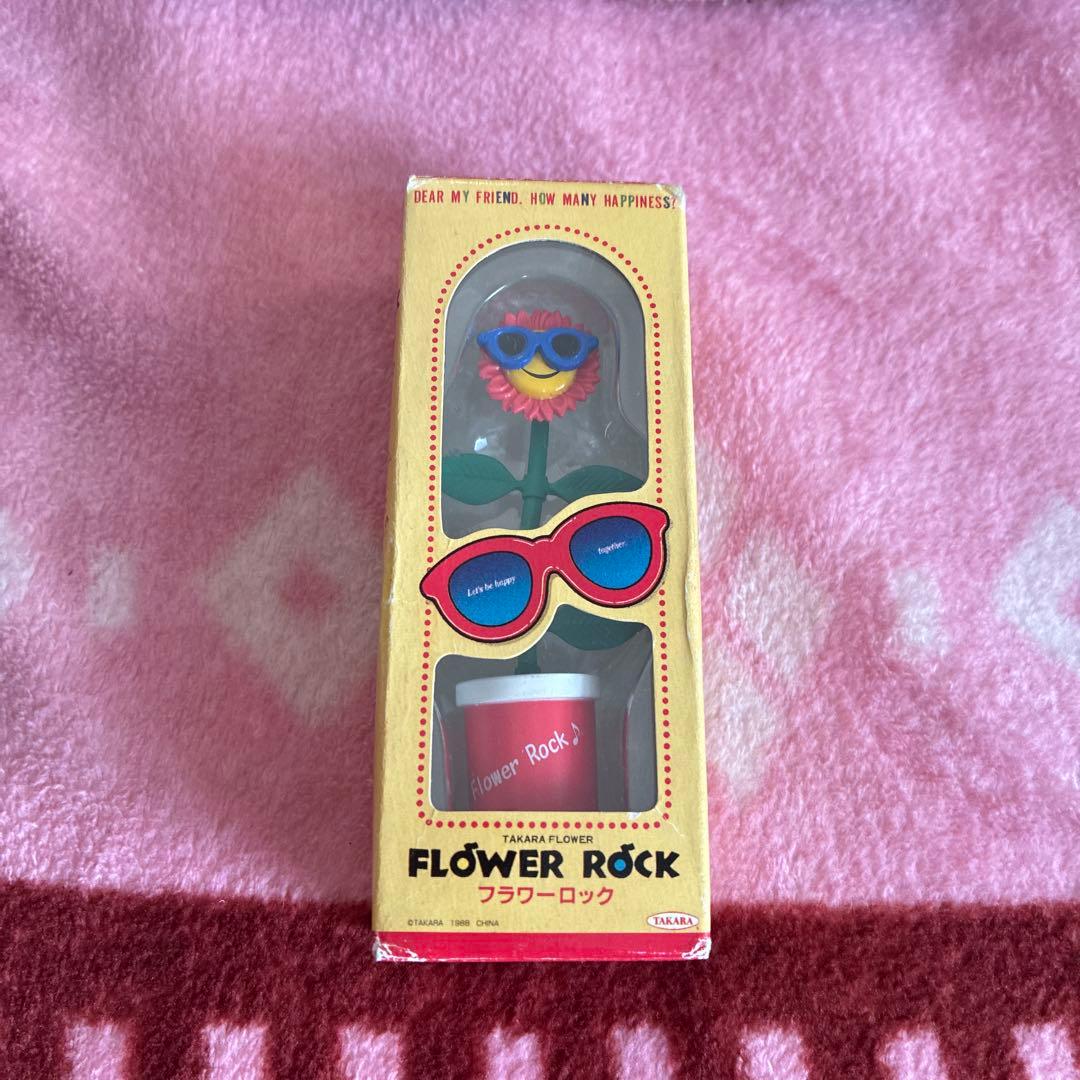 DEAR MY FRIEND. HOW MANY HAPPINESS?
Let's be happy
together.
Flower Rock♪
TAKARA FLOWER
FLOWER ROCK
フラワーロック
©TAKARA 1988 CHINA
TAKARA